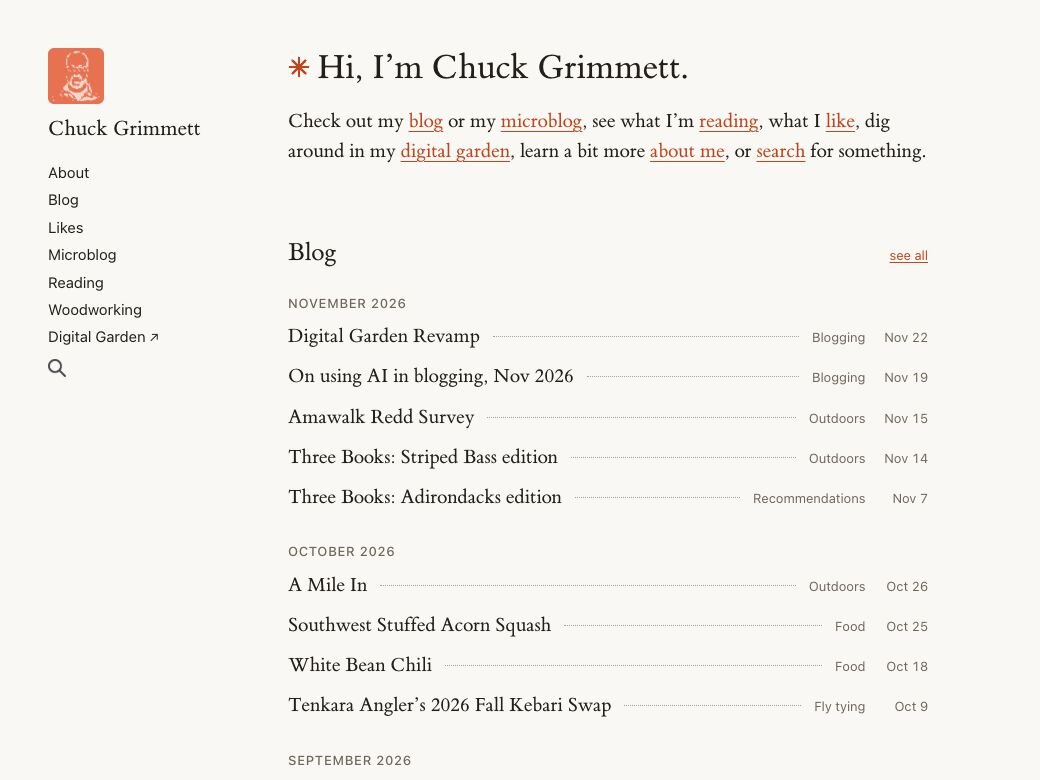 Chuck Grimmett
About
Blog
Likes
Microblog
Reading
Woodworking
Digital Garden ↗
Hi, I’m Chuck Grimmett.
Check out my blog or my microblog, see what I’m reading, what I like, dig
around in my digital garden, learn a bit more about me, or search for something.
Blog see all
NOVEMBER 2026
Digital Garden Revamp Blogging Nov 22
On using AI in blogging, Nov 2026 Blogging Nov 19
Amawalk Redd Survey Outdoors Nov 15
Three Books: Striped Bass edition Outdoors Nov 14
Three Books: Adirondacks edition Recommendations Nov 7
OCTOBER 2026
A Mile In Outdoors Oct 26
Southwest Stuffed Acorn Squash Food Oct 25
White Bean Chili Food Oct 18
Tenkara Angler’s 2026 Fall Kebari Swap Fly tying Oct 9
SEPTEMBER 2026